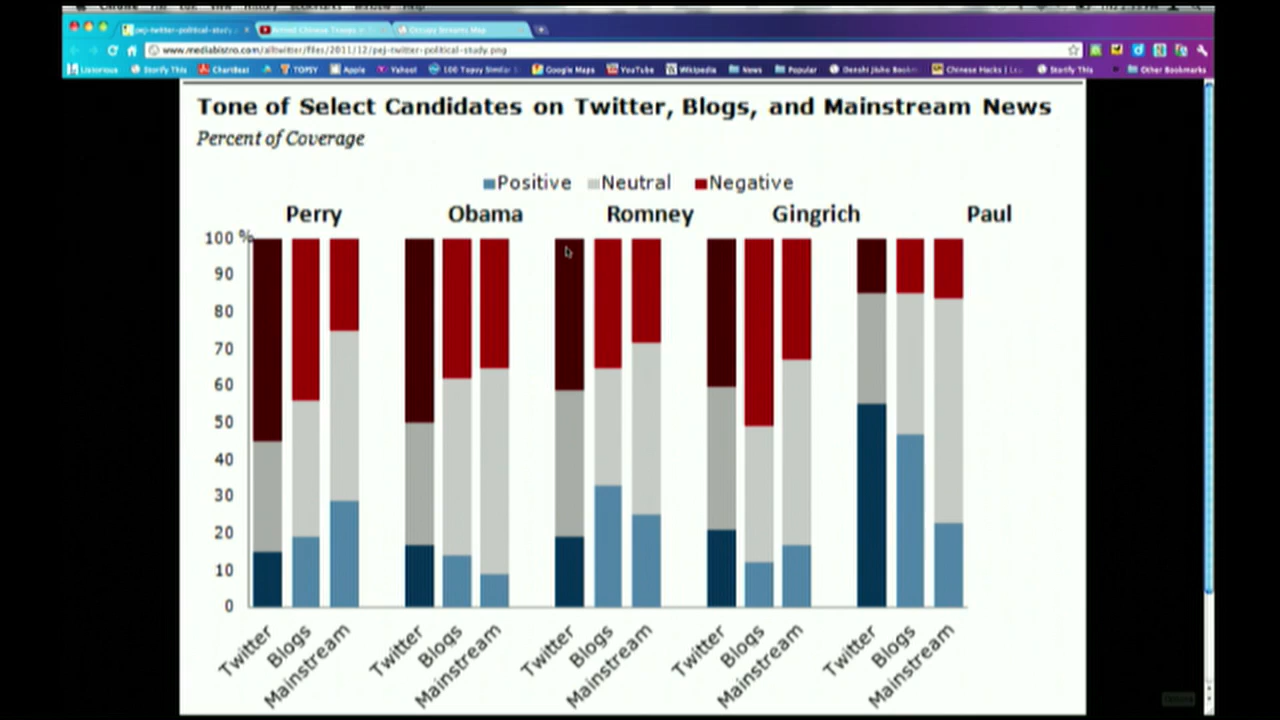 www.mediabistro.com/alltwitter/files/2011/12/pej-twitter-political-study.png
Storify This ChartBeat TOPSY Apple Yahoo! Google Maps YouTube Wikipedia News Popular Storify This Other Bookmarks
Tone of Select Candidates on Twitter, Blogs, and Mainstream News
Percent of Coverage
Positive Neutral Negative
Perry Obama Romney Gingrich Paul
100 %
90
80
70
60
50
40
30
20
10
0
Twitter Blogs Mainstream Twitter Blogs Mainstream Twitter Blogs Mainstream Twitter Blogs Mainstream Twitter Blogs Mainstream